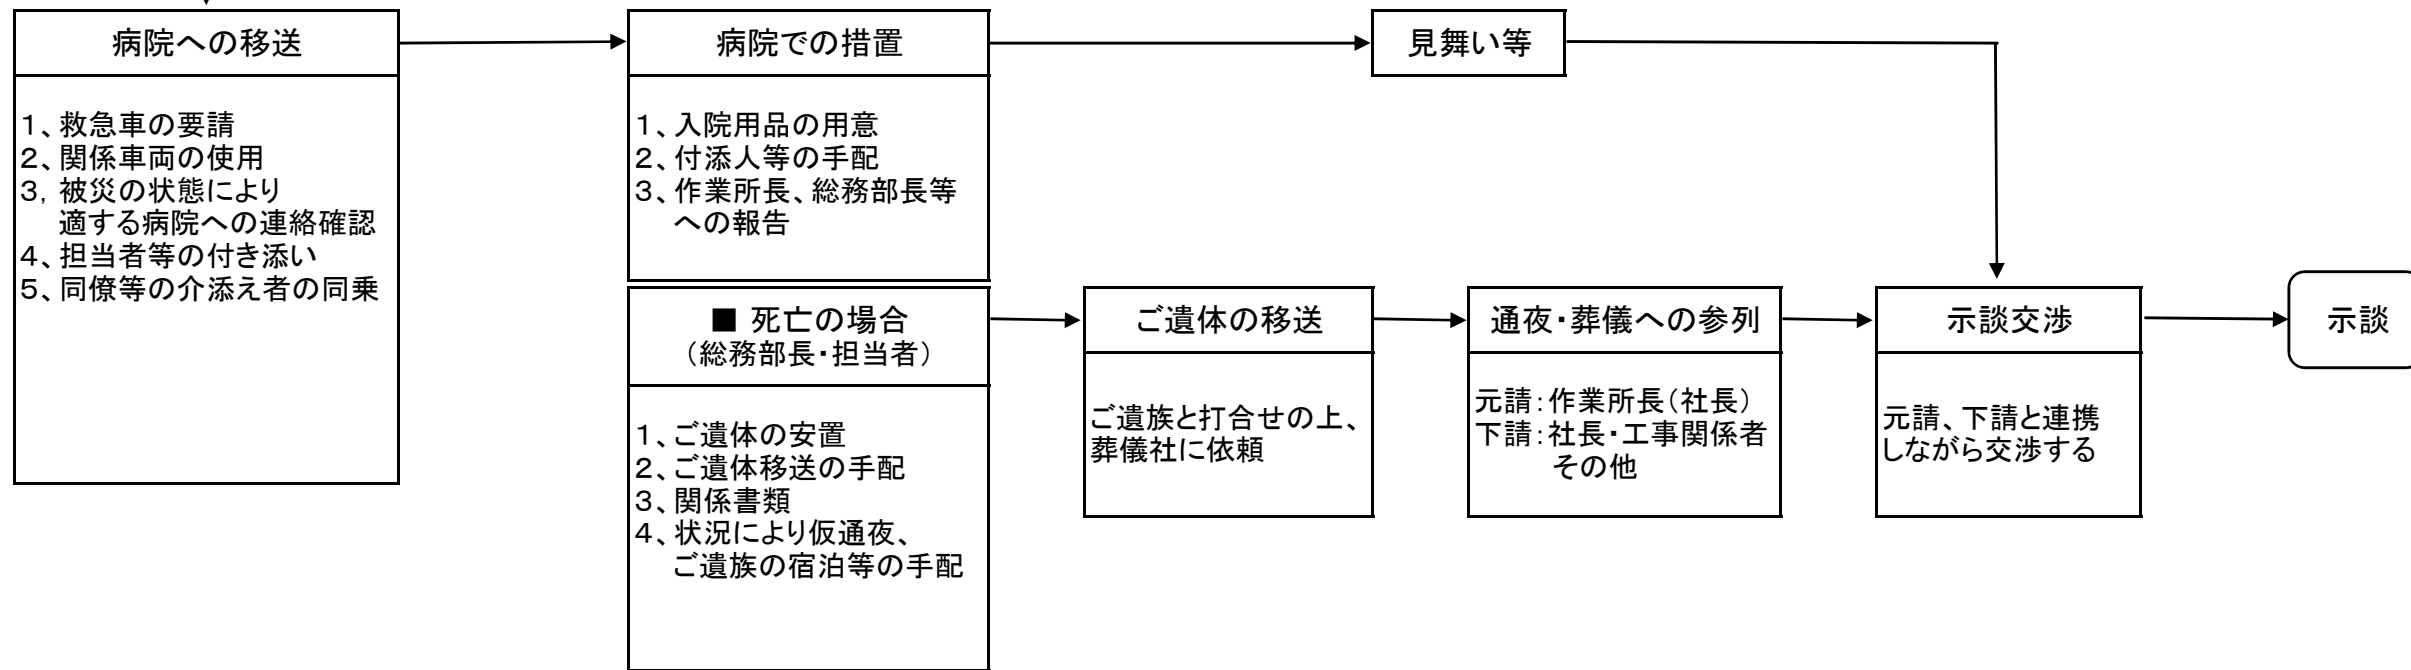 病院への移送
1、救急車の要請
2、関係車両の使用
3，被災の状態により
適する病院への連絡確認
4、担当者等の付き添い
5、同僚等の介添え者の同乗
病院での措置
1、入院用品の用意
2、付添人等の手配
3、作業所長、総務部長等
への報告
見舞い等
■ 死亡の場合
（総務部長・担当者）
1、ご遺体の安置
2、ご遺体移送の手配
3、関係書類
4、状況により仮通夜、
ご遺族の宿泊等の手配
ご遺体の移送
ご遺族と打合せの上、
葬儀社に依頼
通夜・葬儀への参列
元請：作業所長（社長）
下請：社長・工事関係者
その他
示談交渉
元請、下請と連携
しながら交渉する
示談